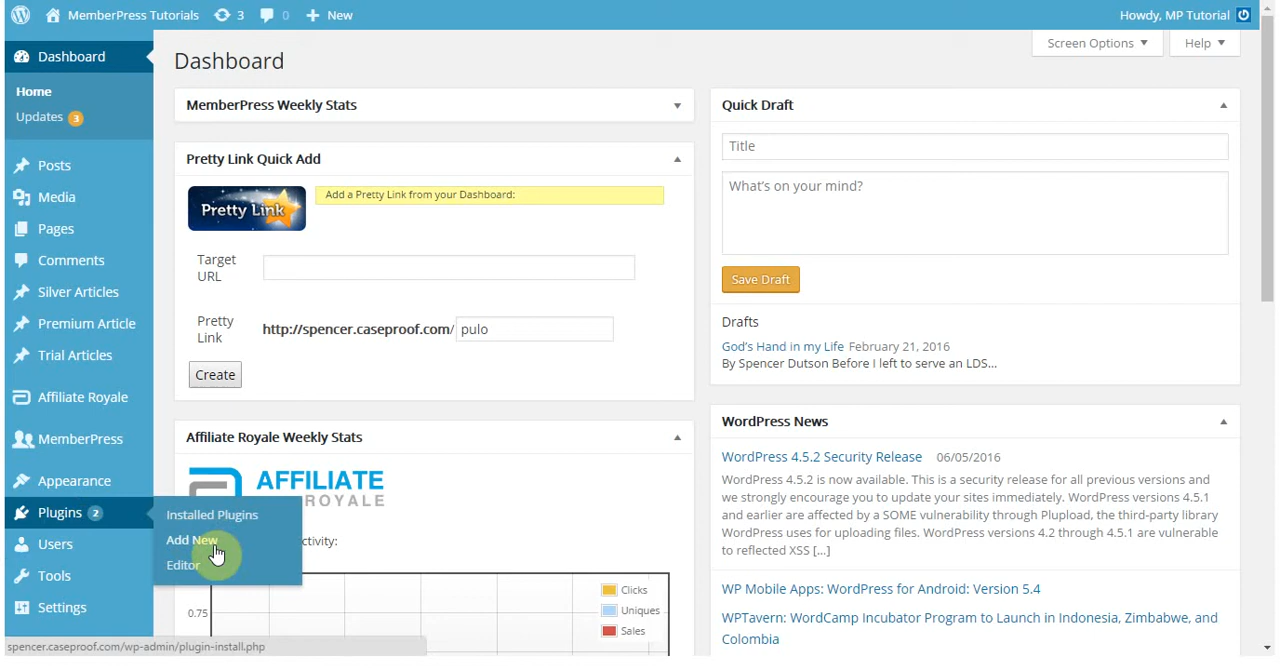 MemberPress Tutorials 3 0 New Howdy, MP Tutorial
Screen Options Help
Dashboard
Home
Updates 3
Posts
Media
Pages
Comments
Silver Articles
Premium Article
Trial Articles
Affiliate Royale
MemberPress
Appearance
Plugins 2
Users
Tools
Settings
Installed Plugins
Add New
Editor
Dashboard
MemberPress Weekly Stats
Pretty Link Quick Add
Pretty Link
Add a Pretty Link from your Dashboard:
Target
URL
Pretty
Link
http://spencer.caseproof.com/ pulo
Create
Affiliate Royale Weekly Stats
AFFILIATE
ROYALE
ctivity:
0.75
Clicks
Uniques
Sales
Quick Draft
Title
What's on your mind?
Save Draft
Drafts
God's Hand in my Life February 21, 2016
By Spencer Dutson Before I left to serve an LDS...
WordPress News
WordPress 4.5.2 Security Release 06/05/2016
WordPress 4.5.2 is now available. This is a security release for all previous versions and
we strongly encourage you to update your sites immediately. WordPress versions 4.5.1
and earlier are affected by a SOME vulnerability through Plupload, the third-party library
WordPress uses for uploading files. WordPress versions 4.2 through 4.5.1 are vulnerable
to reflected XSS [...]
WP Mobile Apps: WordPress for Android: Version 5.4
WPTavern: WordCamp Incubator Program to Launch in Indonesia, Zimbabwe, and
Colombia
spencer.caseproof.com/wp-admin/plugin-install.php